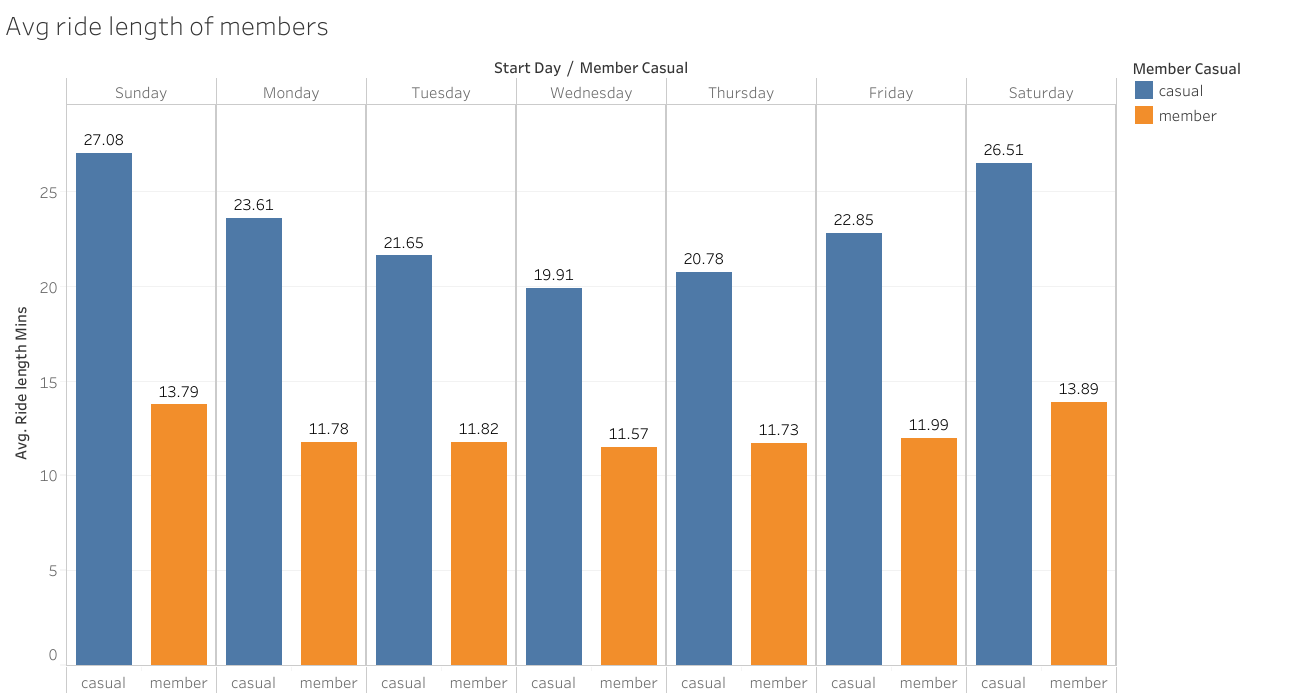 Avg ride length of members
Start Day / Member Casual
Sunday Monday Tuesday Wednesday Thursday Friday Saturday
Member Casual
casual
member
Avg. Ride length Mins
25
20
15
10
5
0
27.08 13.79 23.61 11.78 21.65 11.82 19.91 11.57 20.78 11.73 22.85 11.99 26.51 13.89
casual member casual member casual member casual member casual member casual member casual member